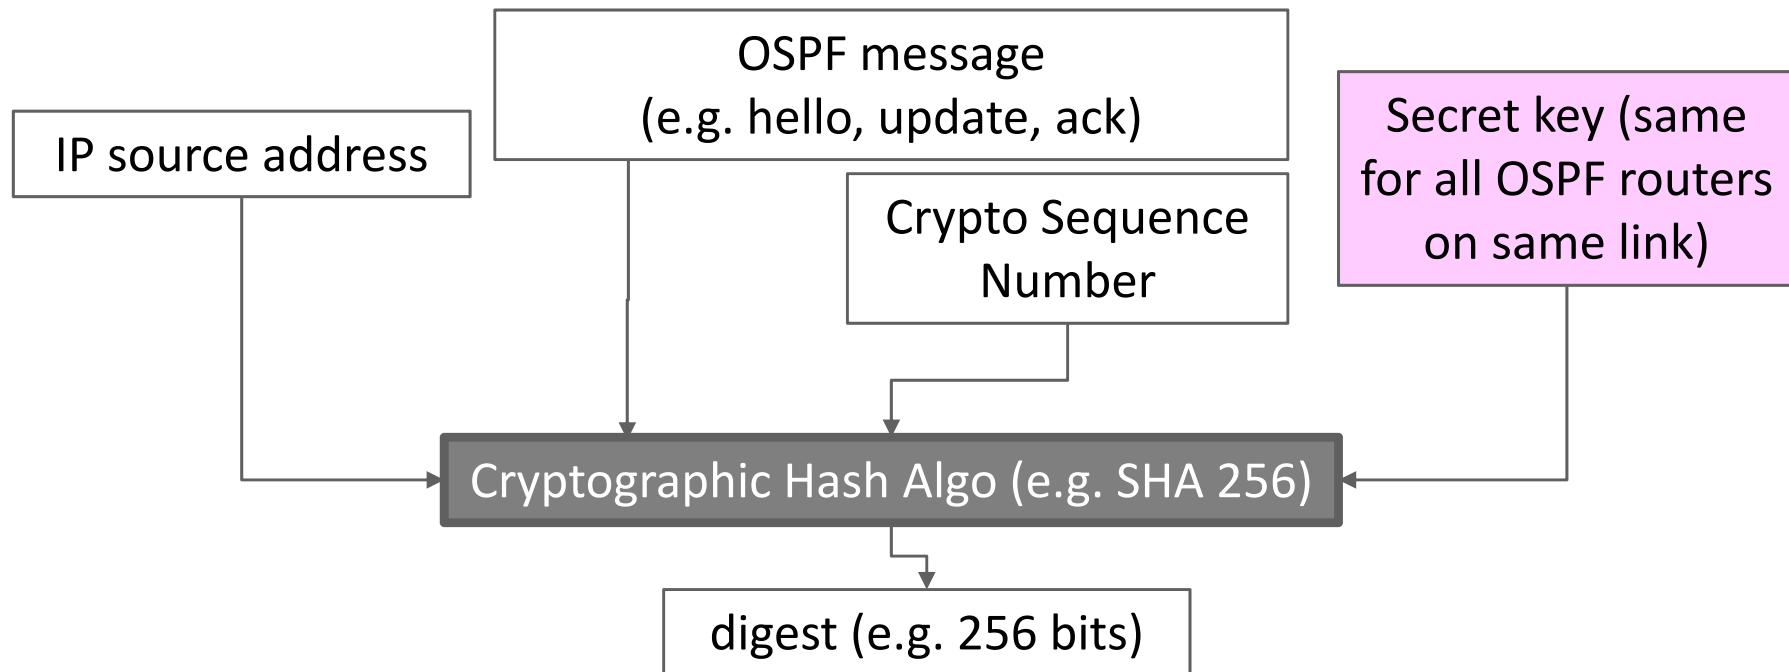 OSPF message
(e.g. hello, update, ack)
IP source address
Secret key (same
for all OSPF routers
on same link)
Crypto Sequence
Number
Cryptographic Hash Algo (e.g. SHA 256)
digest (e.g. 256 bits)